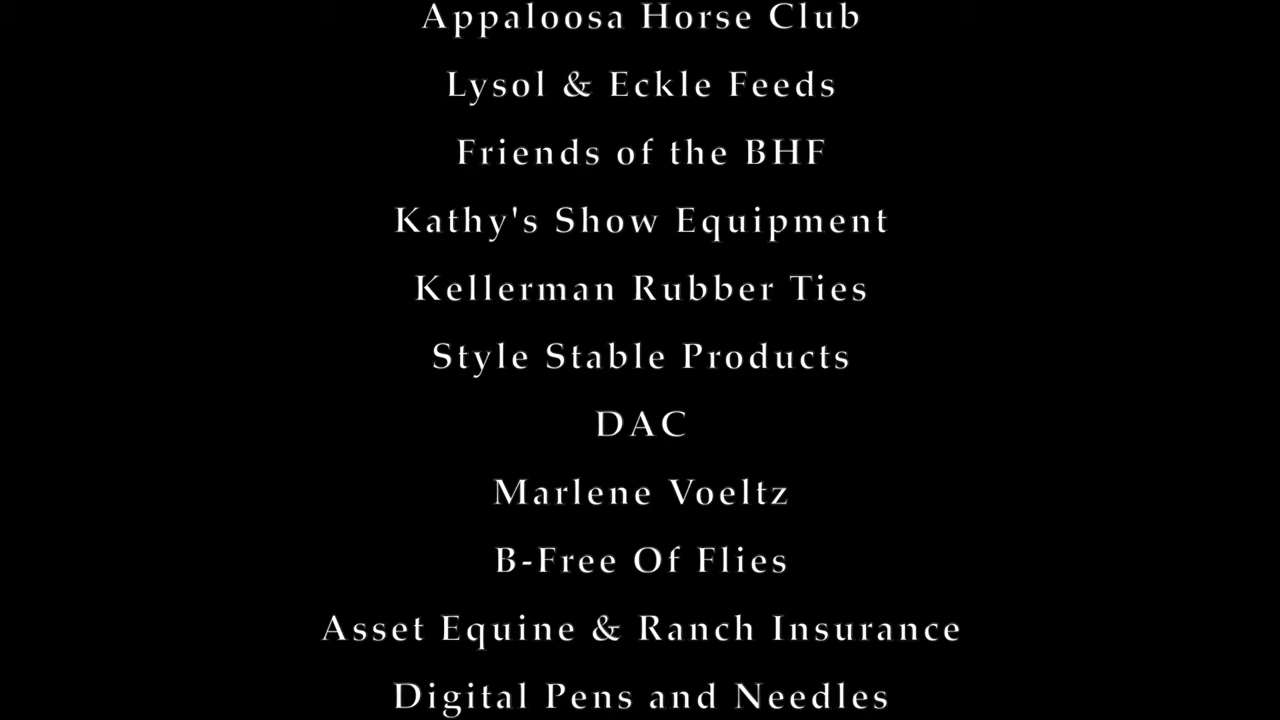 Appaloosa Horse Club
Lysol & Eckle Feeds
Friends of the BHF
Kathy's Show Equipment
Kellerman Rubber Ties
Style Stable Products
DAC
Marlene Voeltz
B-Free Of Flies
Asset Equine & Ranch Insurance
Digital Pens and Needles